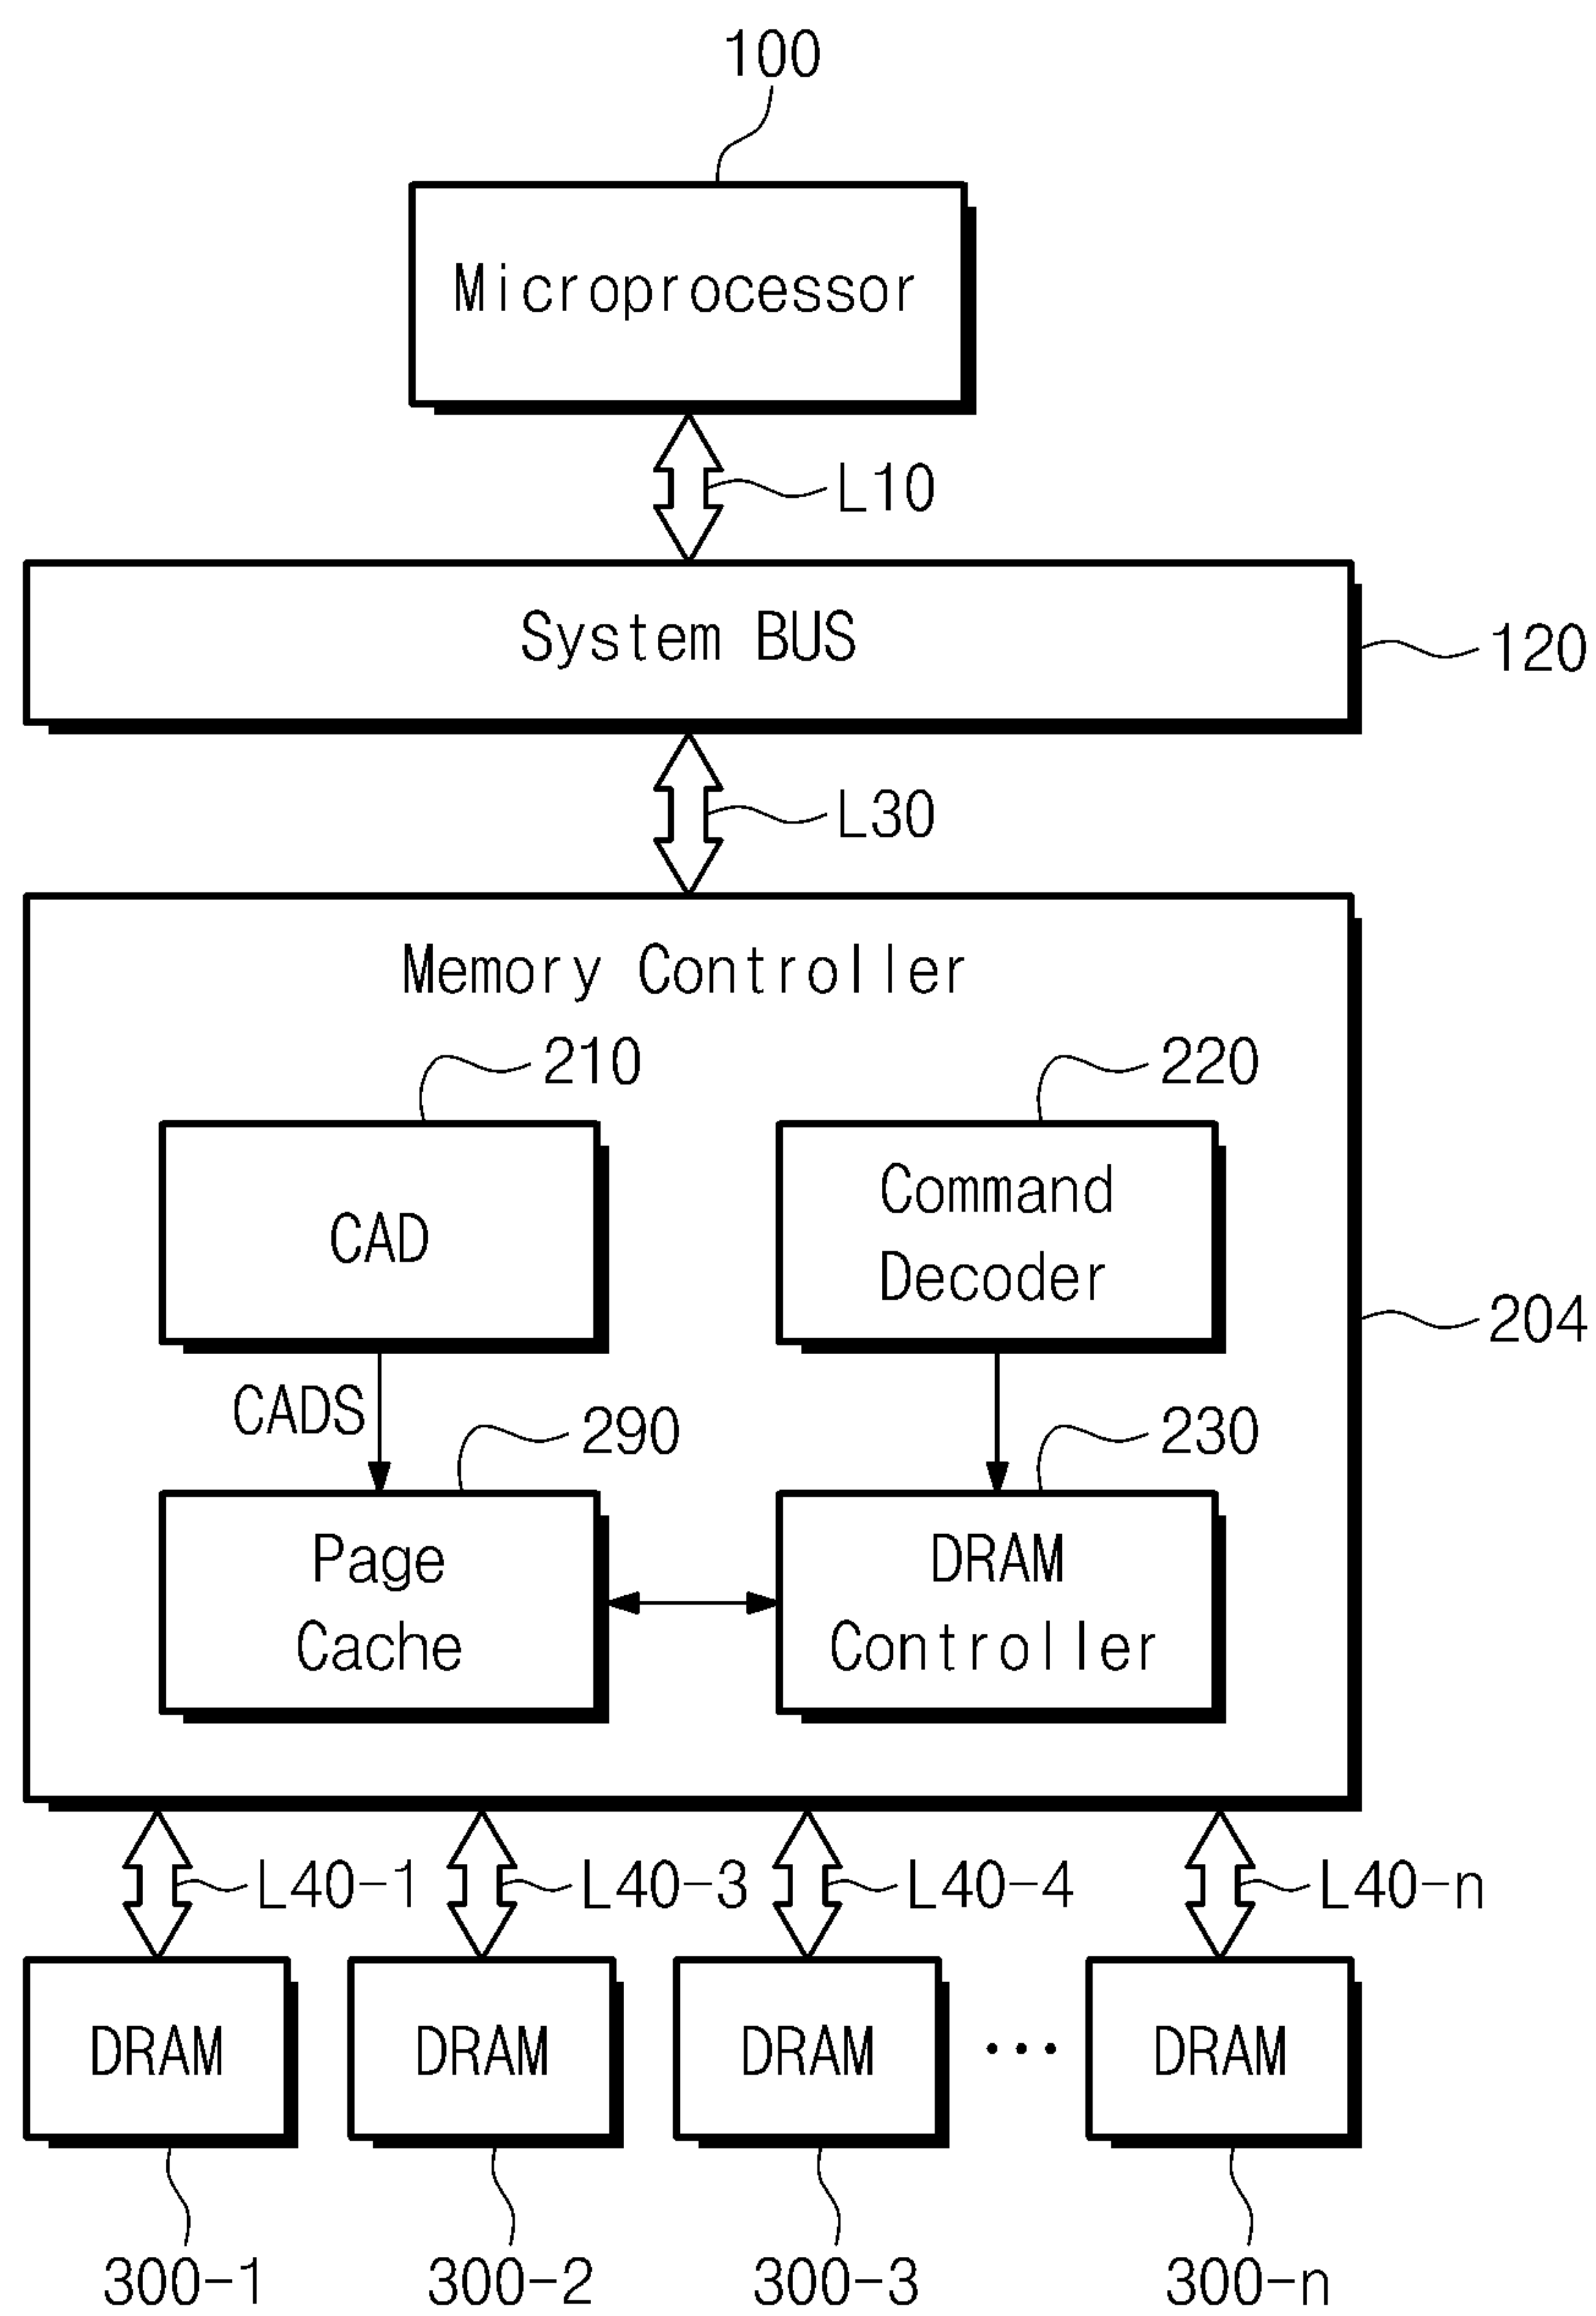 100
Microprocessor
L10
System BUS
120
L30
Memory Controller
210
220
CAD
Command
Decoder
204
CADS
290
230
Page
Cache
DRAM
Controller
L40-1
L40-3
L40-4
L40-n
DRAM
DRAM
DRAM
...
DRAM
300-1
300-2
300-3
300-n